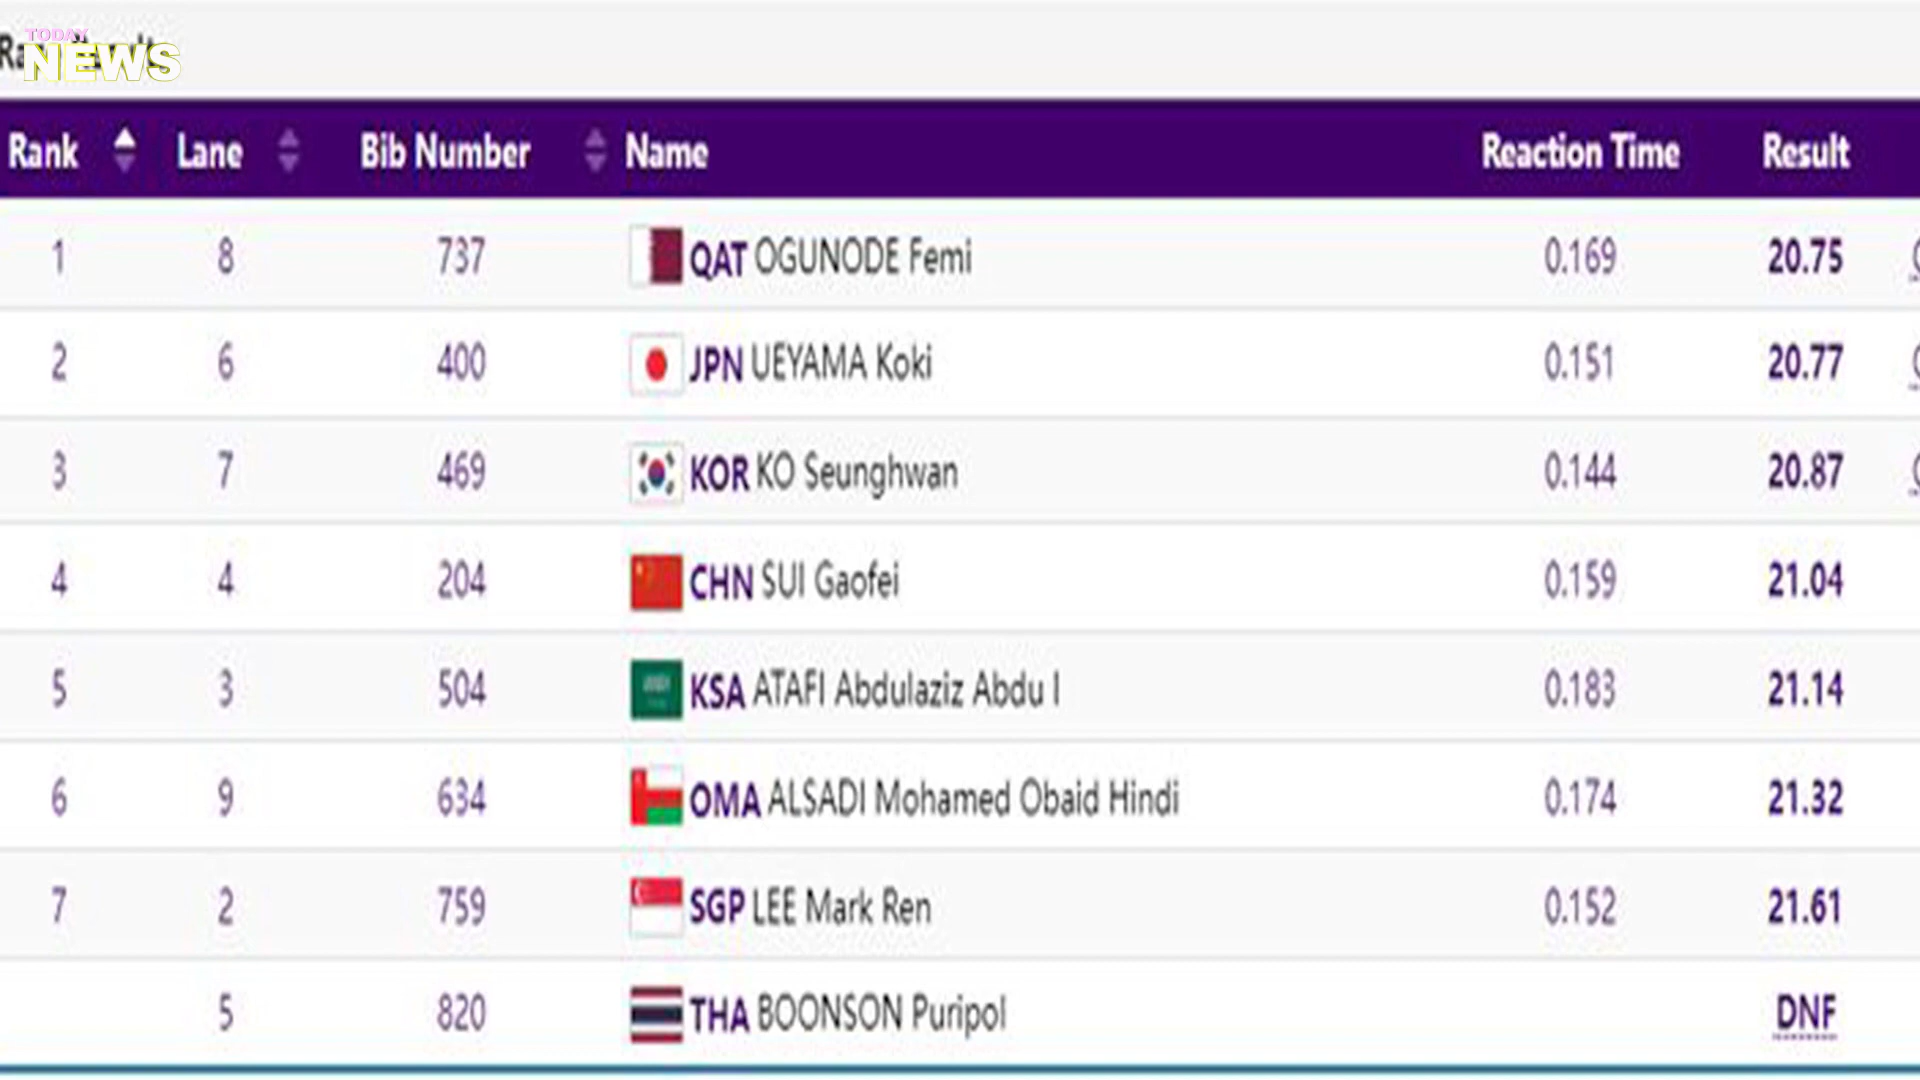 TODAY
NEWS
Rank Lane Bib Number Name Reaction Time Result
1 8 737 QAT OGUNODE Femi 0.169 20.75
2 6 400 JPN UEYAMA Koki 0.151 20.77
3 7 469 KOR KO Seunghwan 0.144 20.87
4 4 204 CHN SUI Gaofei 0.159 21.04
5 3 504 KSA ATAFI Abdulaziz Abdu I 0.183 21.14
6 9 634 OMA ALSADI Mohamed Obaid Hindi 0.174 21.32
7 2 759 SGP LEE Mark Ren 0.152 21.61
5 820 THA BOONSON Puripol DNF